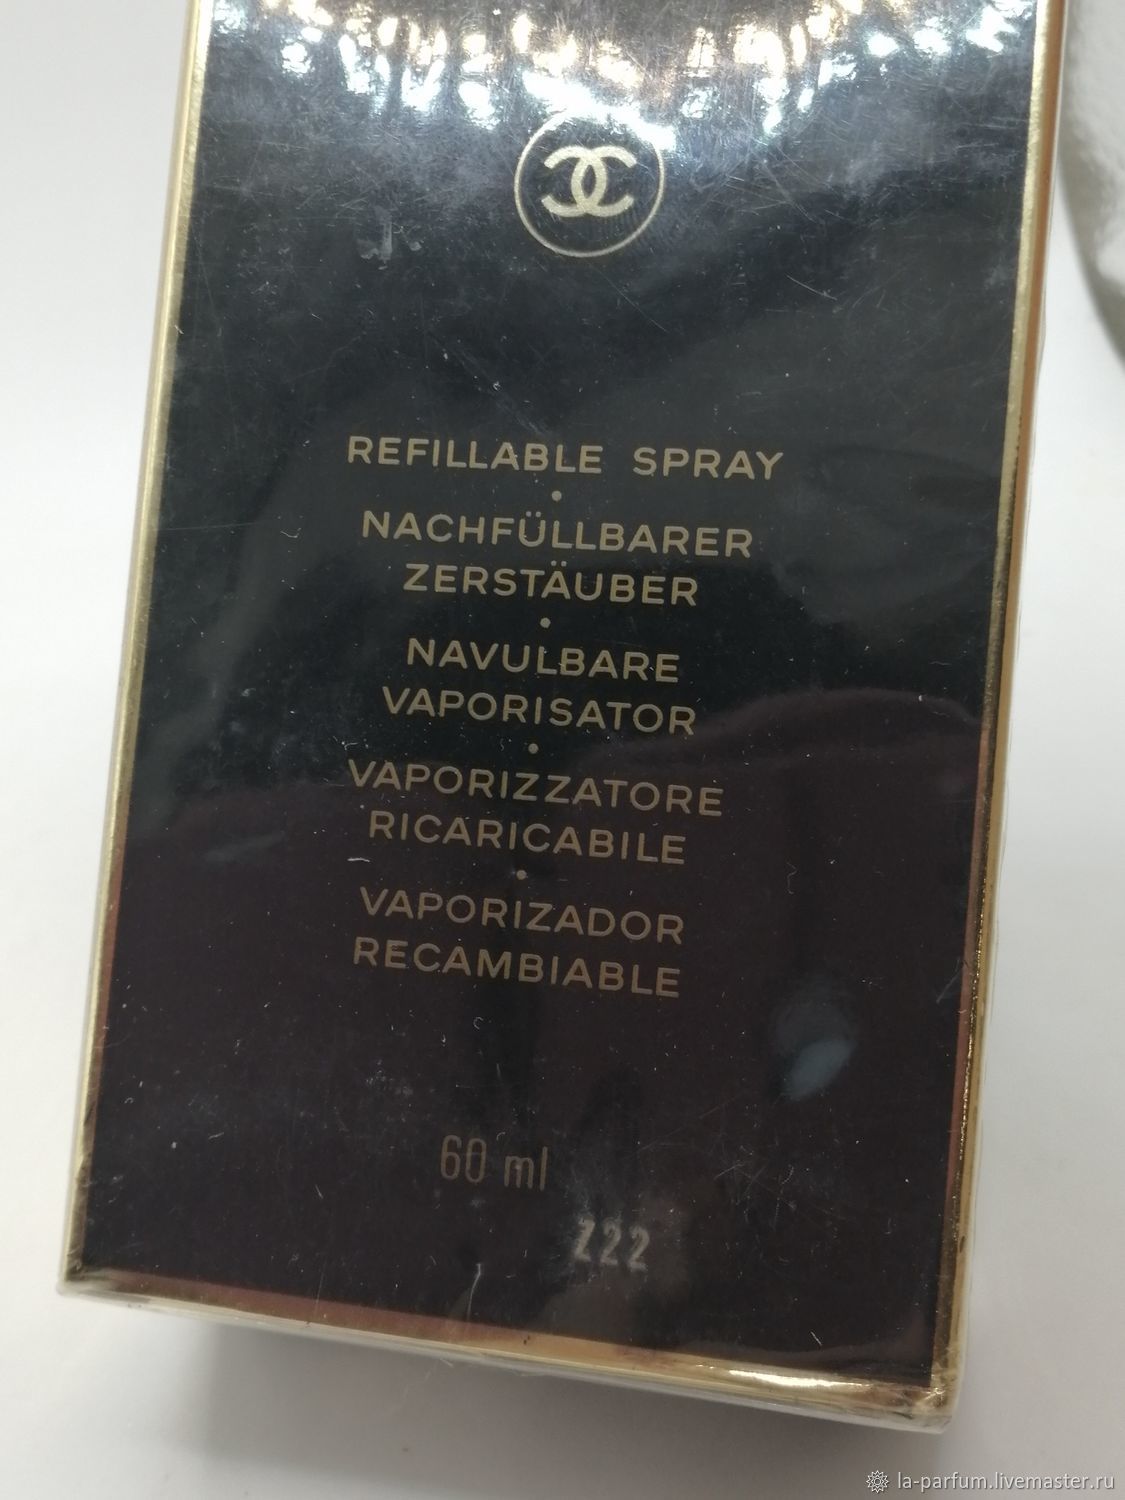 REFILLABLE SPRAY
•
NACHFÜLLBARER
ZERSTÄUBER
•
NAVULBARE
VAPORISATOR
•
VAPORIZZATORE
RICARICABILE
•
VAPORIZADOR
RECAMBIABLE
60 ml
Z22
la-parfum.livemaster.ru